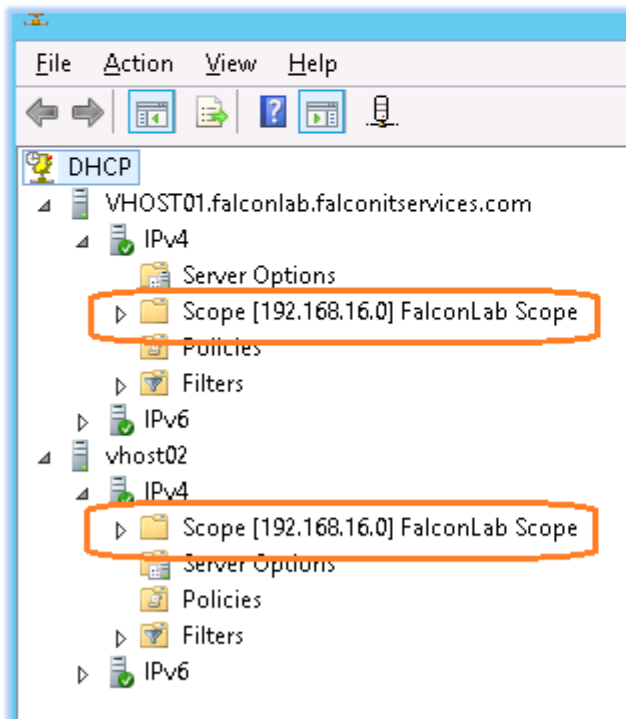 File Action View Help
DHCP
VHOST01.falconlab.falconitservices.com
IPv4
Server Options
Scope [192.168.16.0] FalconLab Scope
Policies
Filters
IPv6
vhost02
IPv4
Scope [192.168.16.0] FalconLab Scope
Server Options
Policies
Filters
IPv6